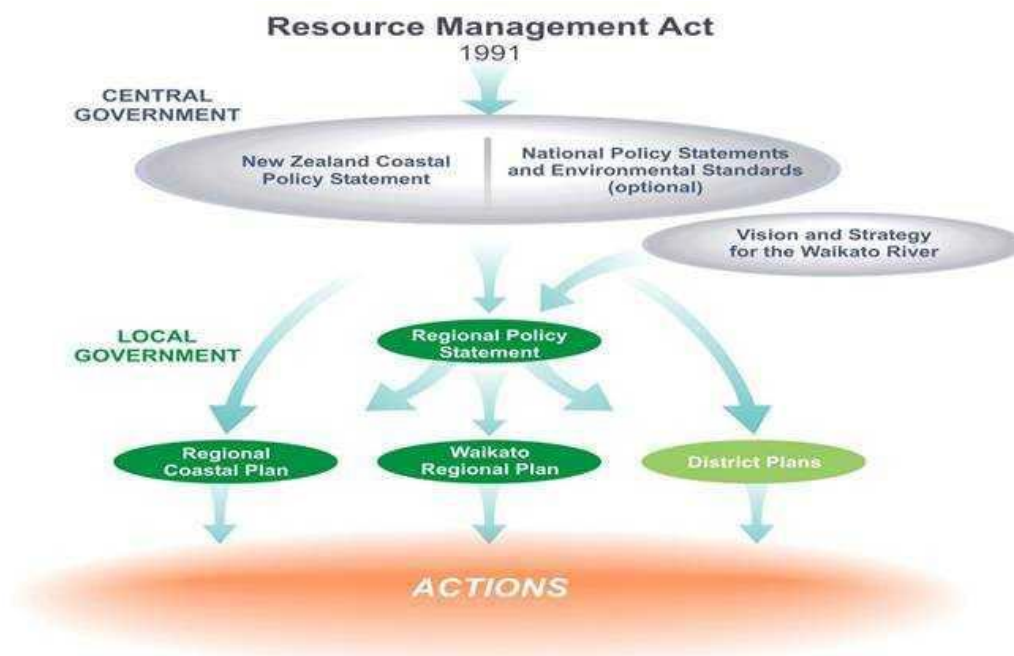 Resource Management Act
1991
CENTRAL
GOVERNMENT
New Zealand Coastal
Policy Statement
National Policy Statements
and Environmental Standards
(optional)
Vision and Strategy
for the Waikato River
LOCAL
GOVERNMENT
Regional Policy
Statement
Regional
Coastal Plan
Waikato
Regional Plan
District Plans
ACTIONS